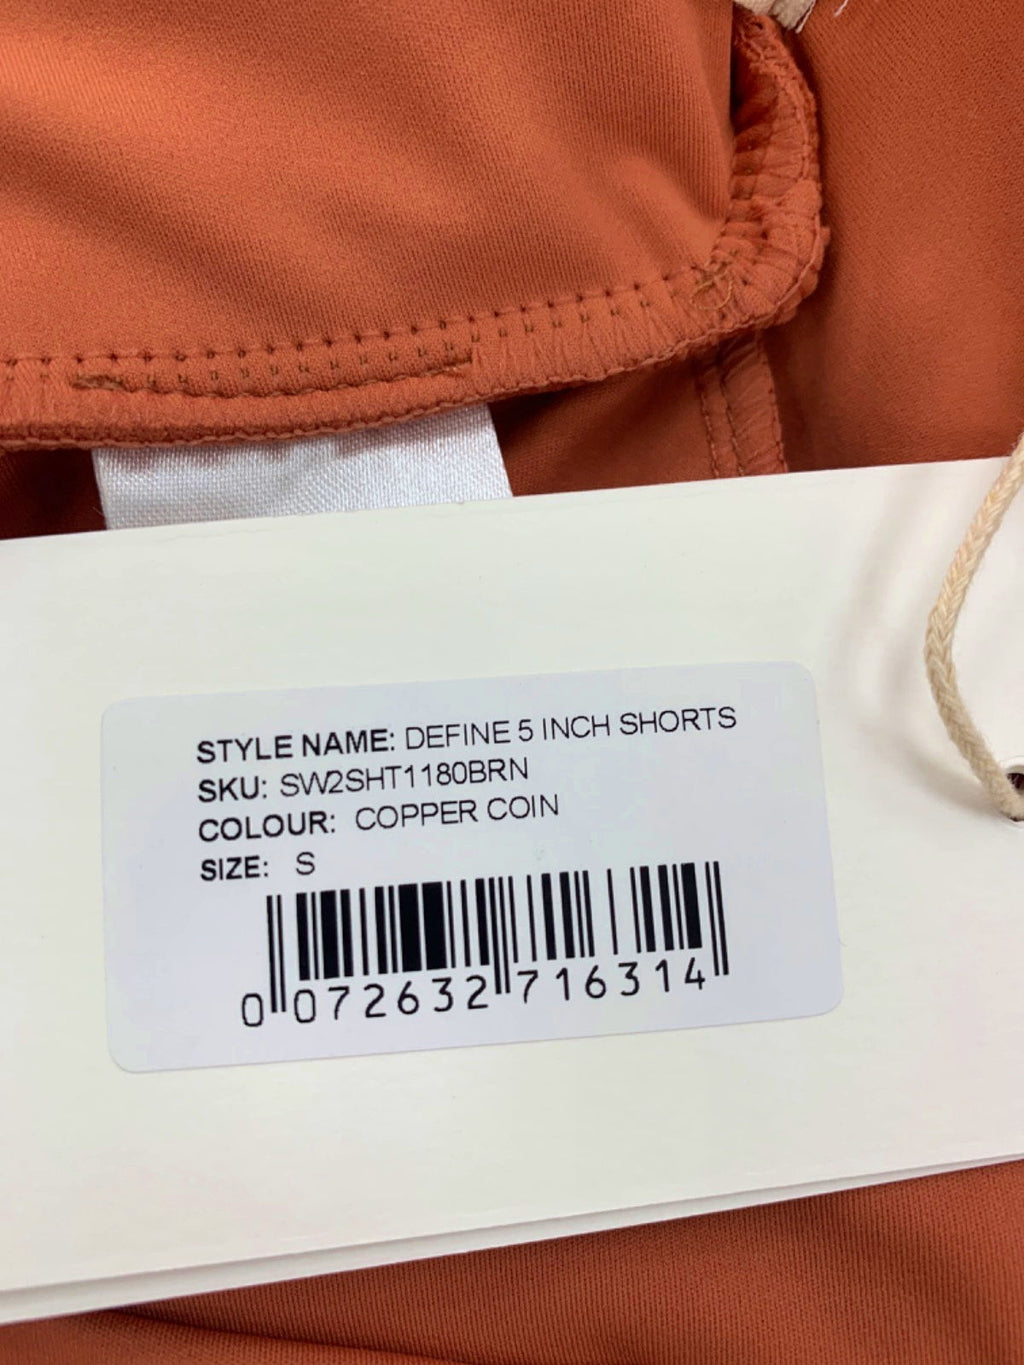 STYLE NAME: DEFINE 5 INCH SHORTS
SKU: SW2SHT1180BRN
COLOUR: COPPER COIN
SIZE: S
0 072632 716314